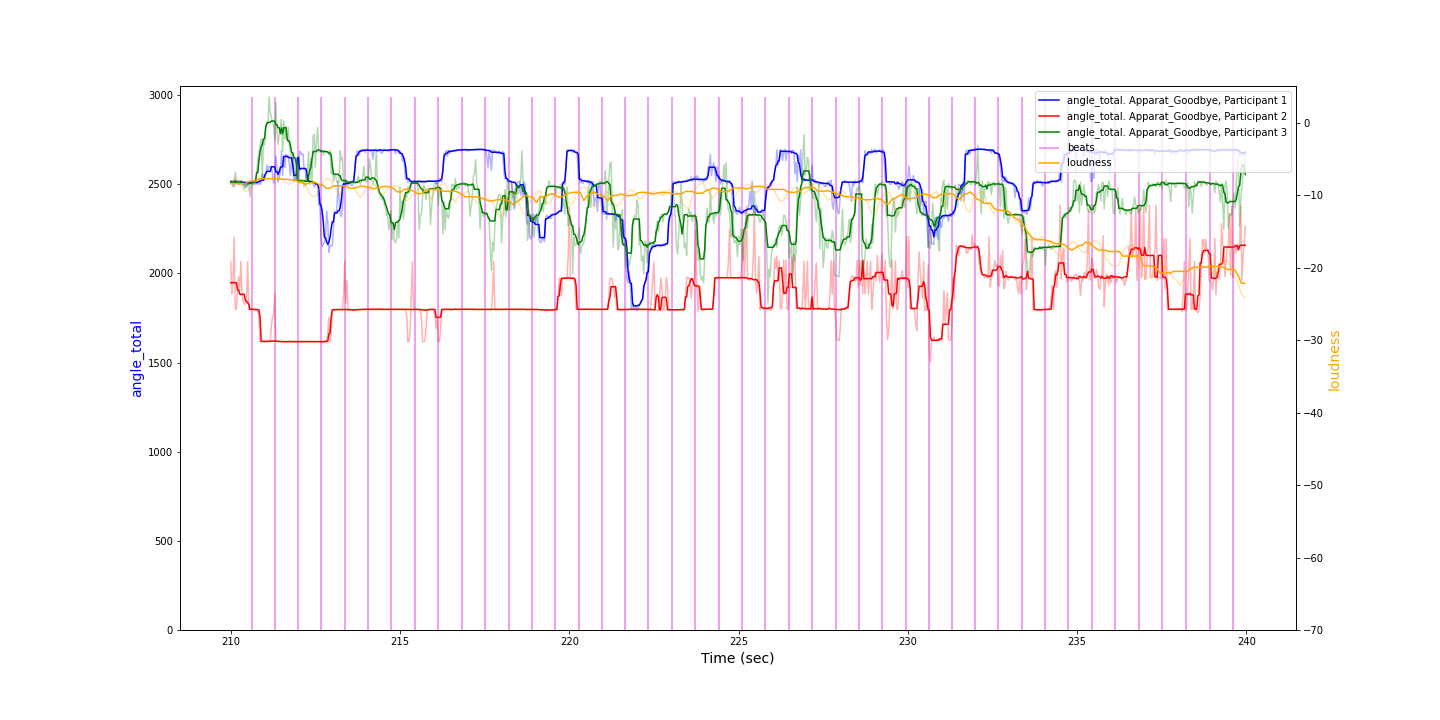 3000
2500
2000
1500
1000
500
0
angle_total
angle_total. Apparat_Goodbye, Participant 1
angle_total. Apparat_Goodbye, Participant 2
angle_total. Apparat_Goodbye, Participant 3
beats
loudness
0
−10
−20
−30
−40
−50
−60
−70
loudness
210
215
220
225
230
235
240
Time (sec)